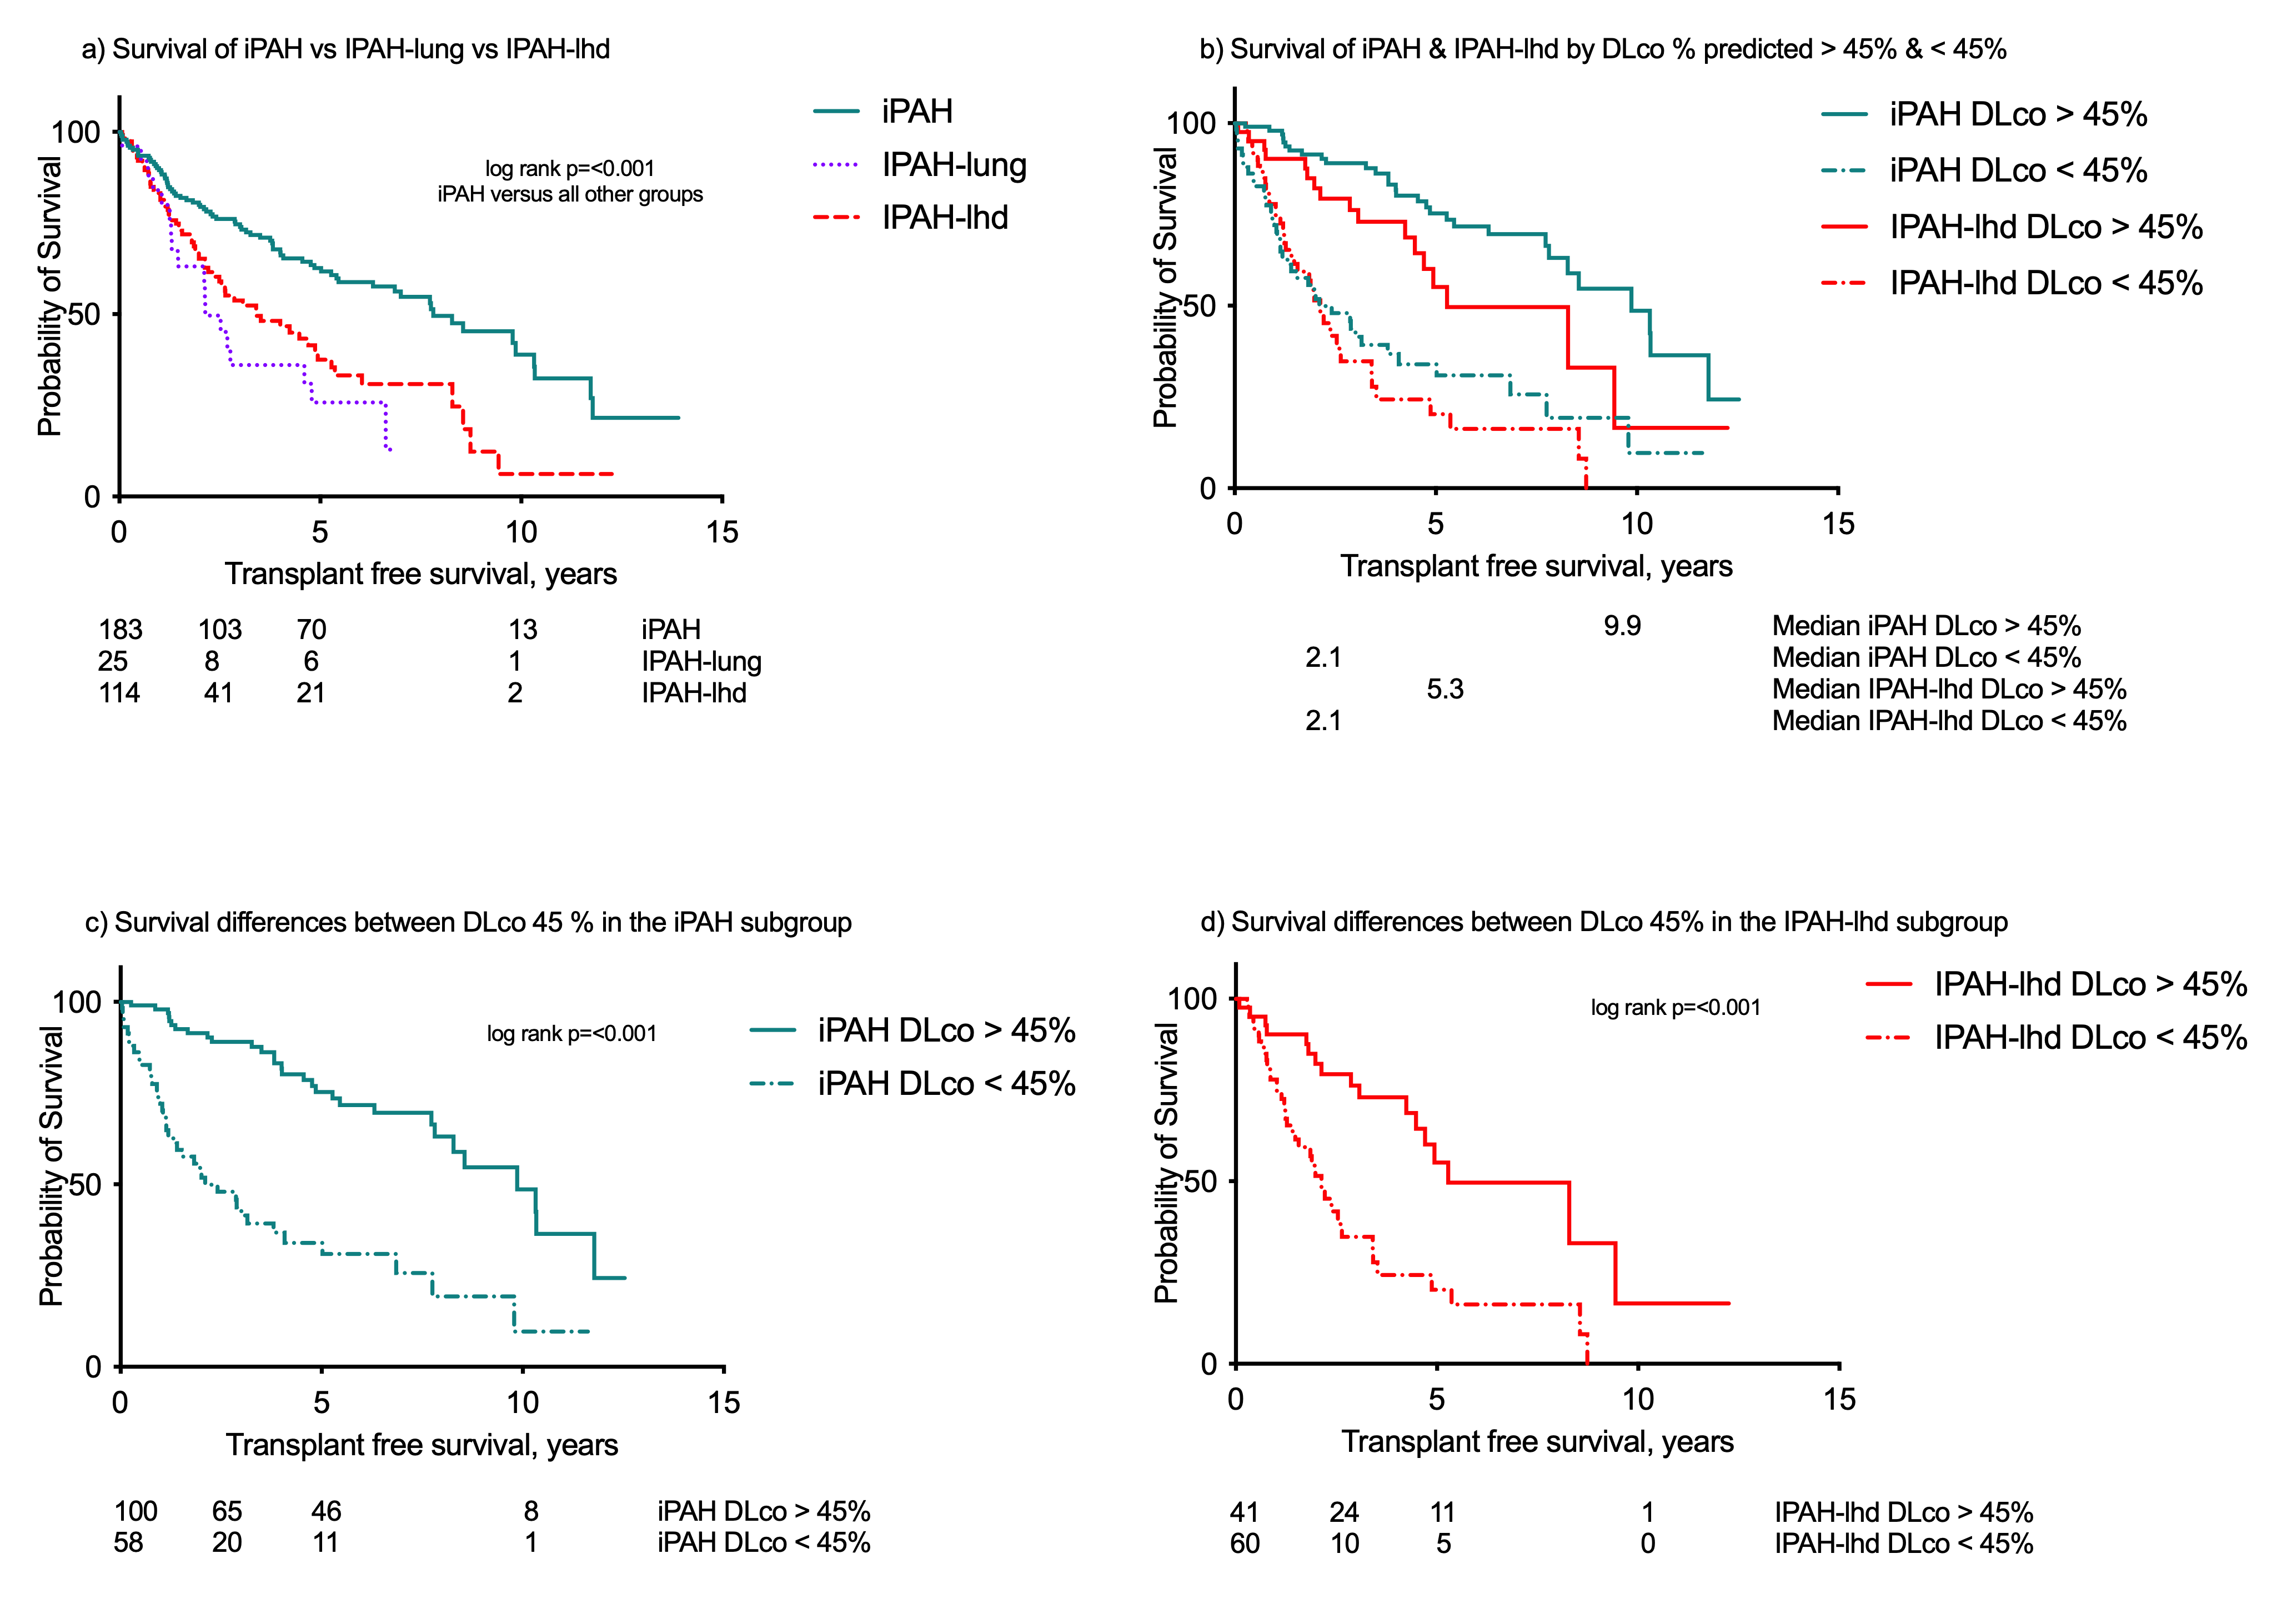 a) Survival of iPAH vs IPAH-lung vs IPAH-lhd
Probability of Survival
100
50
0
0 5 10 15
Transplant free survival, years
log rank p=<0.001
iPAH versus all other groups
iPAH
IPAH-lung
IPAH-lhd
183 103 70 13 iPAH
25 8 6 1 IPAH-lung
114 41 21 2 IPAH-lhd
b) Survival of iPAH & IPAH-lhd by DLco % predicted > 45% & < 45%
Probability of Survival
100
50
0
0 5 10 15
Transplant free survival, years
iPAH DLco > 45%
iPAH DLco < 45%
IPAH-lhd DLco > 45%
IPAH-lhd DLco < 45%
9.9 Median iPAH DLco > 45%
2.1 Median iPAH DLco < 45%
5.3 Median IPAH-lhd DLco > 45%
2.1 Median IPAH-lhd DLco < 45%
c) Survival differences between DLco 45 % in the iPAH subgroup
Probability of Survival
100
50
0
0 5 10 15
Transplant free survival, years
log rank p=<0.001
iPAH DLco > 45%
iPAH DLco < 45%
100 65 46 8 iPAH DLco > 45%
58 20 11 1 iPAH DLco < 45%
d) Survival differences between DLco 45% in the IPAH-lhd subgroup
Probability of Survival
100
50
0
0 5 10 15
Transplant free survival, years
log rank p=<0.001
IPAH-lhd DLco > 45%
IPAH-lhd DLco < 45%
41 24 11 1 IPAH-lhd DLco > 45%
60 10 5 0 IPAH-lhd DLco < 45%